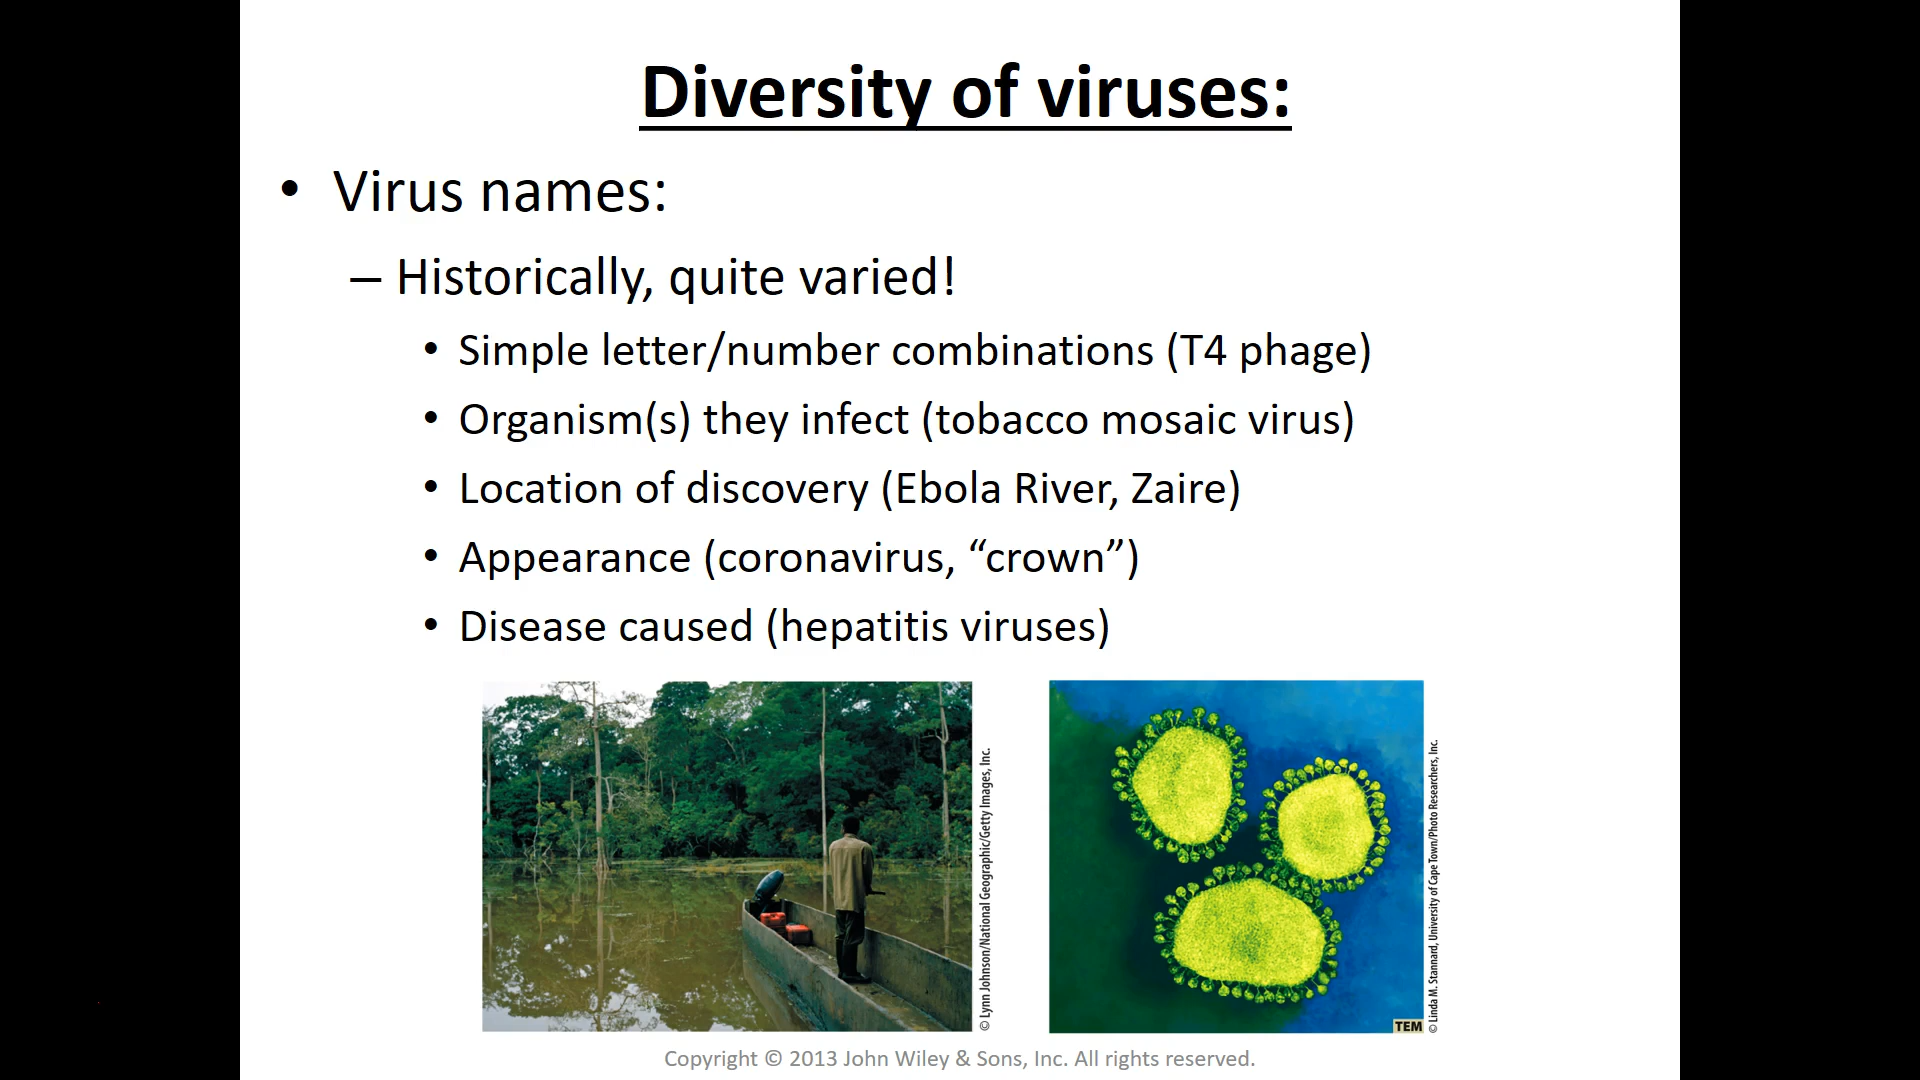 Diversity of viruses:
• Virus names:
– Historically, quite varied!
• Simple letter/number combinations (T4 phage)
• Organism(s) they infect (tobacco mosaic virus)
• Location of discovery (Ebola River, Zaire)
• Appearance (coronavirus, “crown”)
• Disease caused (hepatitis viruses)
© Lynn Johnson/National Geographic/Getty Images, Inc.
TEM
© Linda M. Stannard, University of Cape Town/Photo Researchers, Inc.
Copyright © 2013 John Wiley & Sons, Inc. All rights reserved.